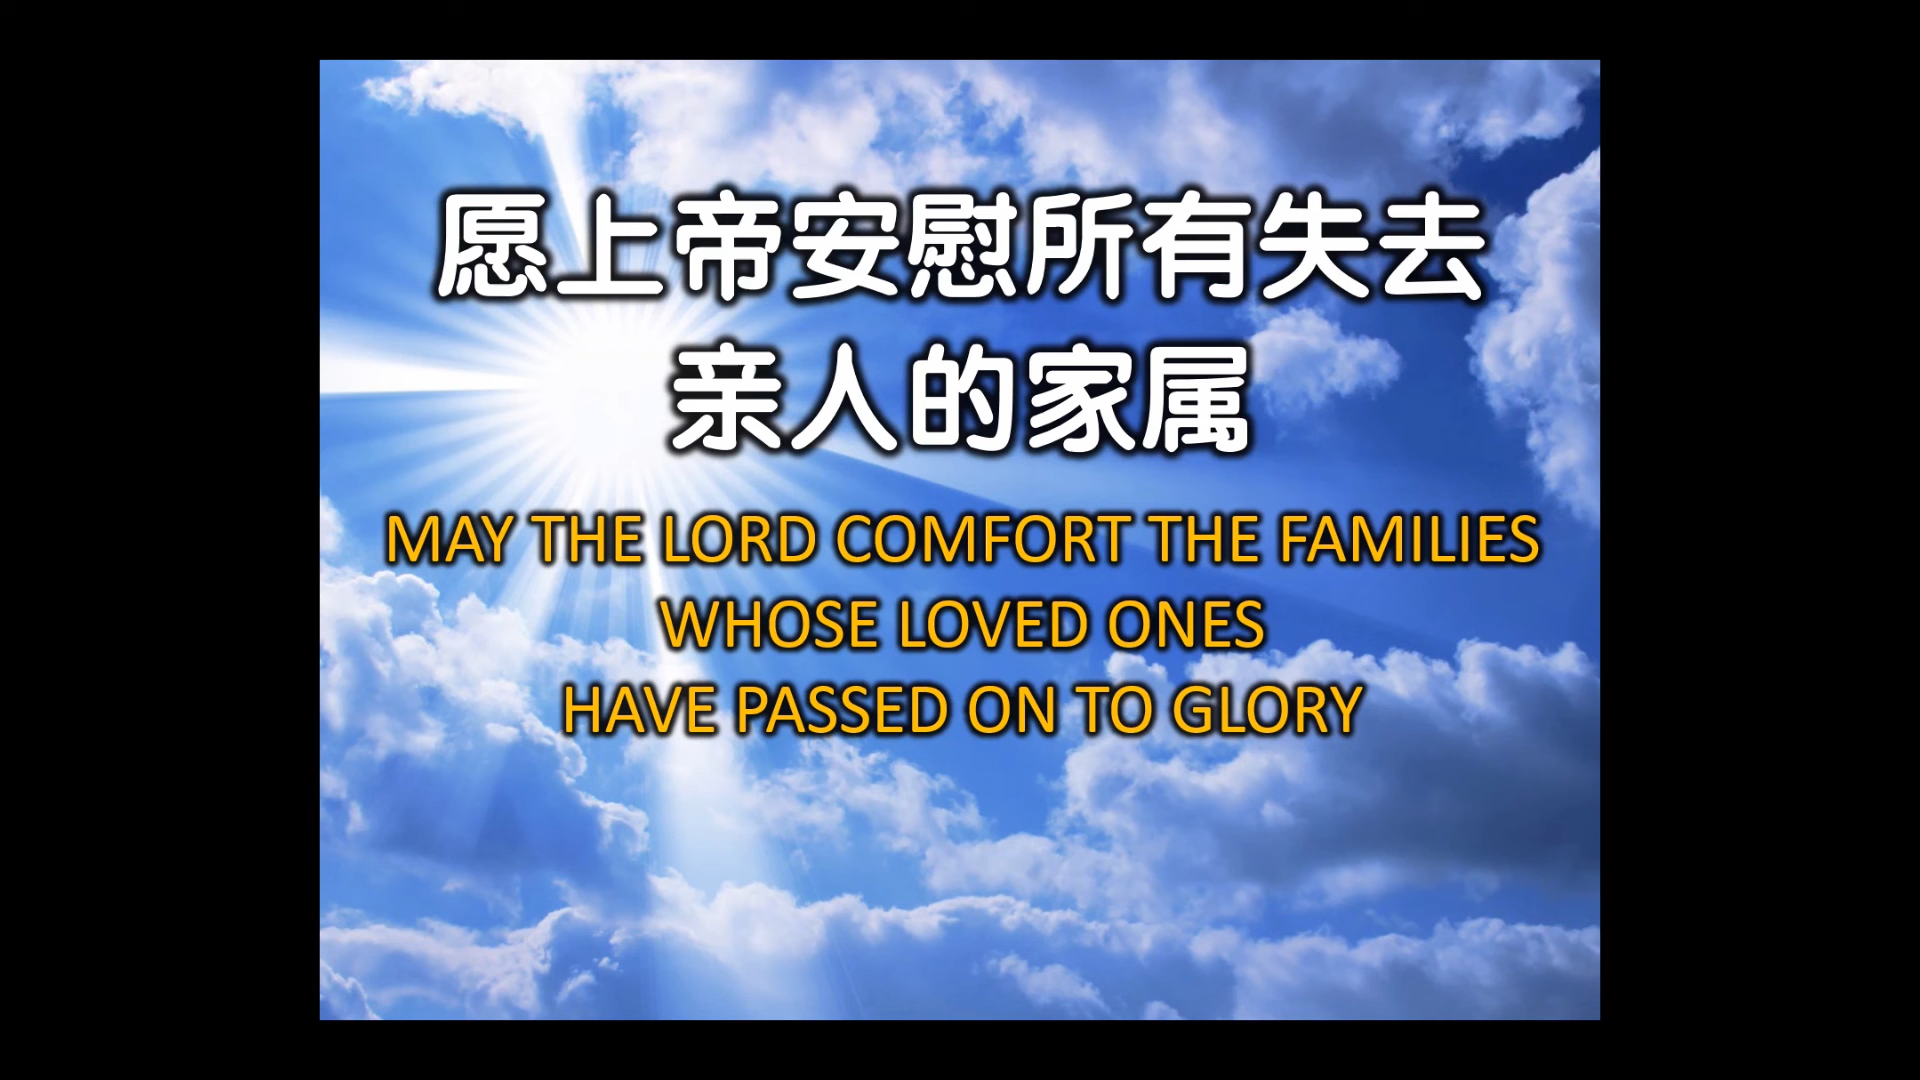 愿上帝安慰所有失去
亲人的家属
MAY THE LORD COMFORT THE FAMILIES
WHOSE LOVED ONES
HAVE PASSED ON TO GLORY